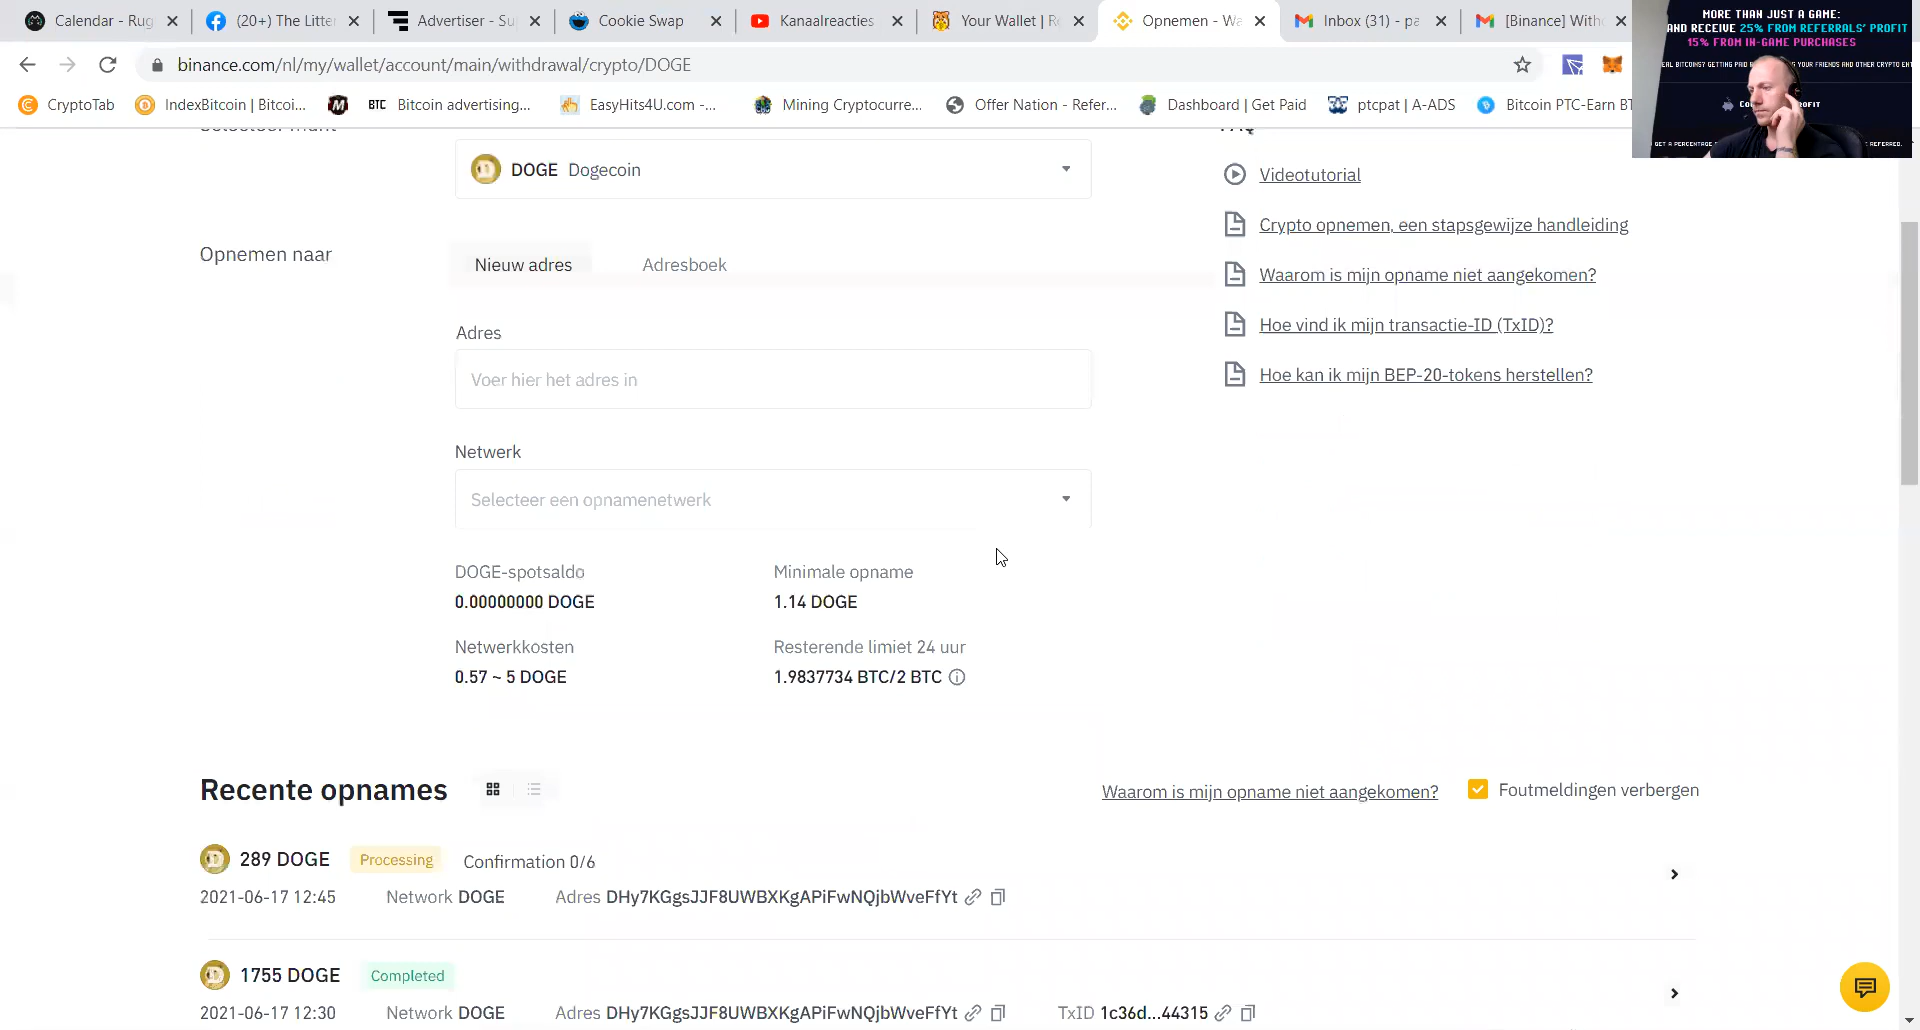 Calendar - Rug
(20+) The Litter
Advertiser - Su
Cookie Swap
Kanaalreacties
Your Wallet | R
Opnemen - Wa
Inbox (31) - pa
[Binance] With
binance.com/nl/my/wallet/account/main/withdrawal/crypto/DOGE
CryptoTab
IndexBitcoin | Bitcoi...
BTC Bitcoin advertising...
EasyHits4U.com -...
Mining Cryptocurre...
Offer Nation - Refer...
Dashboard | Get Paid
ptcpat | A-ADS
Bitcoin PTC-Earn BT
MORE THAN JUST A GAME:
AND RECEIVE 25% FROM REFERRALS' PROFIT
15% FROM IN-GAME PURCHASES
DOGE Dogecoin
Opnemen naar
Nieuw adres
Adresboek
Adres
Voer hier het adres in
Netwerk
Selecteer een opnamenetwerk
DOGE-spotsaldo
0.00000000 DOGE
Minimale opname
1.14 DOGE
Netwerkkosten
0.57 ~ 5 DOGE
Resterende limiet 24 uur
1.9837734 BTC/2 BTC
FAQ
Videotutorial
Crypto opnemen, een stapsgewijze handleiding
Waarom is mijn opname niet aangekomen?
Hoe vind ik mijn transactie-ID (TxID)?
Hoe kan ik mijn BEP-20-tokens herstellen?
Recente opnames
Waarom is mijn opname niet aangekomen?
Foutmeldingen verbergen
289 DOGE Processing Confirmation 0/6
2021-06-17 12:45 Network DOGE Adres DHy7KGgsJJF8UWBXKgAPiFwNQjbWveFfYt
1755 DOGE Completed
2021-06-17 12:30 Network DOGE Adres DHy7KGgsJJF8UWBXKgAPiFwNQjbWveFfYt TxID 1c36d...44315